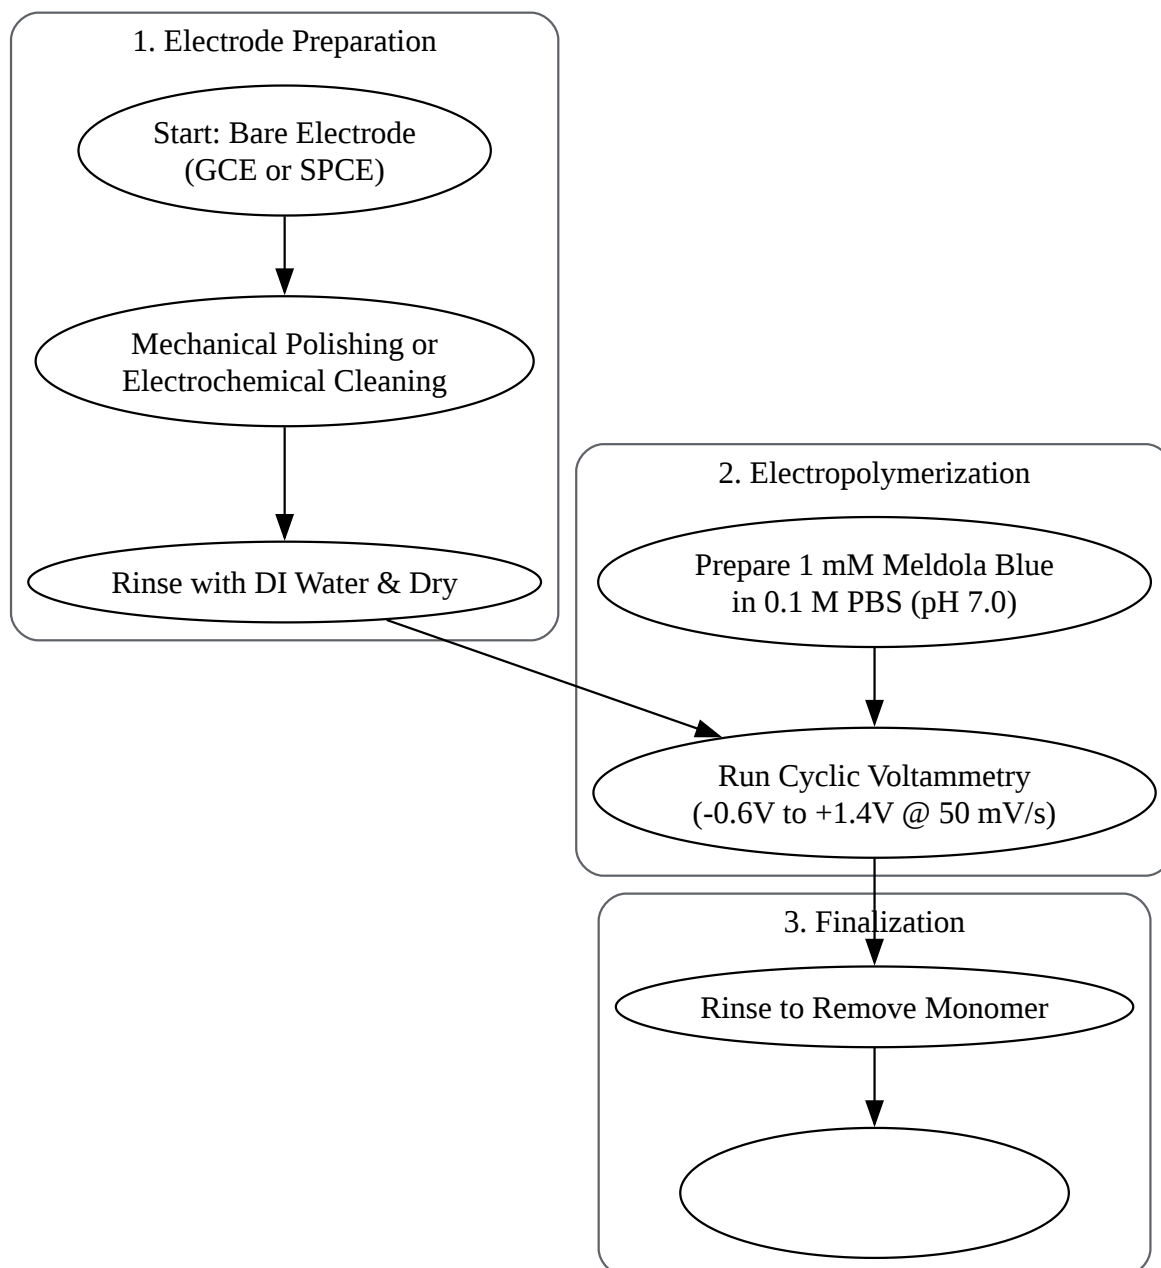 1. Electrode Preparation
Start: Bare Electrode
(GCE or SPCE)
Mechanical Polishing or
Electrochemical Cleaning
Rinse with DI Water & Dry
2. Electropolymerization
Prepare 1 mM Meldola Blue
in 0.1 M PBS (pH 7.0)
Run Cyclic Voltammetry
(-0.6V to +1.4V @ 50 mV/s)
3. Finalization
Rinse to Remove Monomer